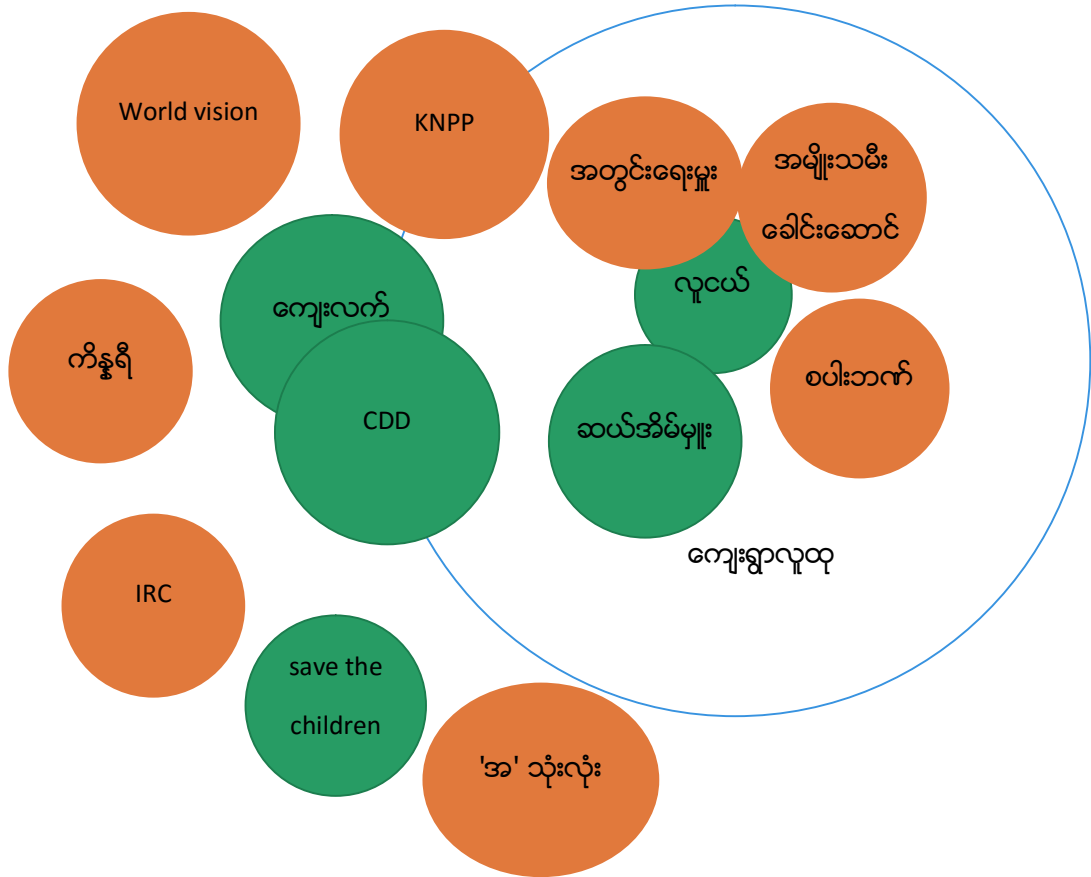 World vision
KNPP
အတွင်းရေးမှူး
အမျိုးသမီး
ခေါင်းဆောင်
လူငယ်
ကျေးလက်
ကိန္နရီ
CDD
ဆယ်အိမ်မှူး
စပါးဘဏ်
ကျေးရွာလူထု
IRC
save the
children
'အ' သုံးလုံး